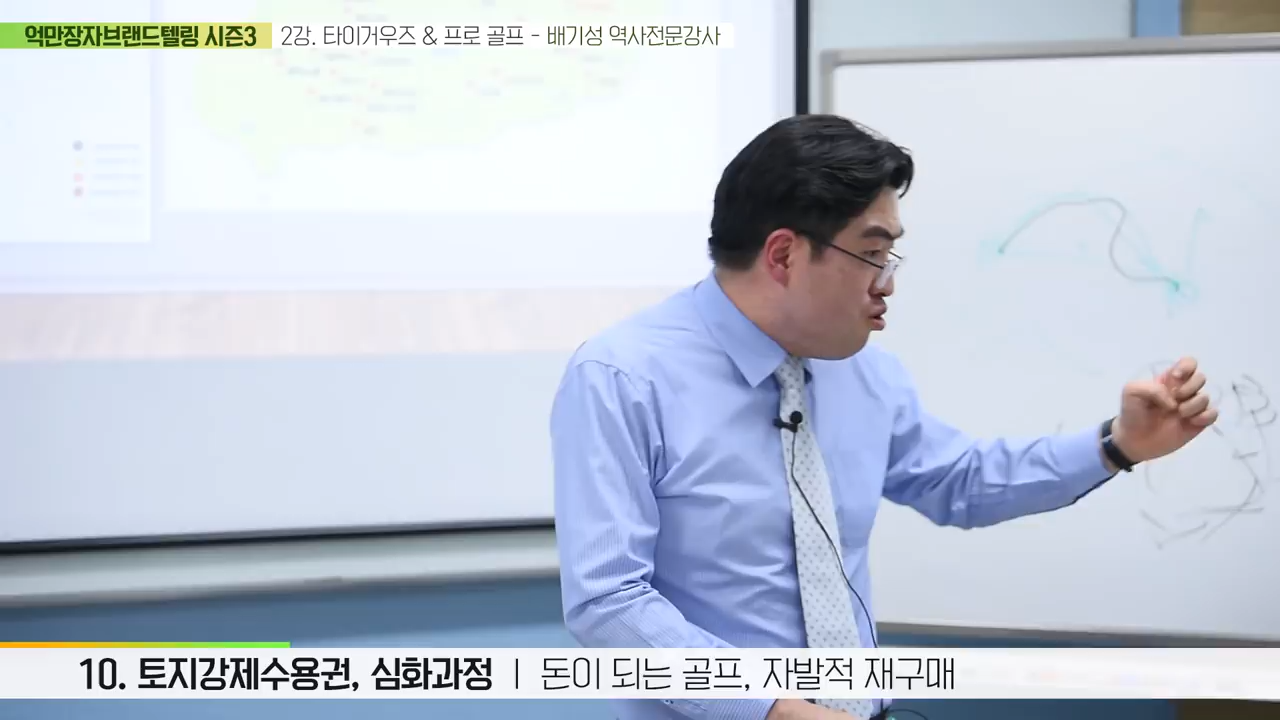 억만장자브랜드텔링 시즌3 2강. 타이거우즈 & 프로 골프 - 배기성 역사전문강사
10. 토지강제수용권, 심화과정 | 돈이 되는 골프, 자발적 재구매